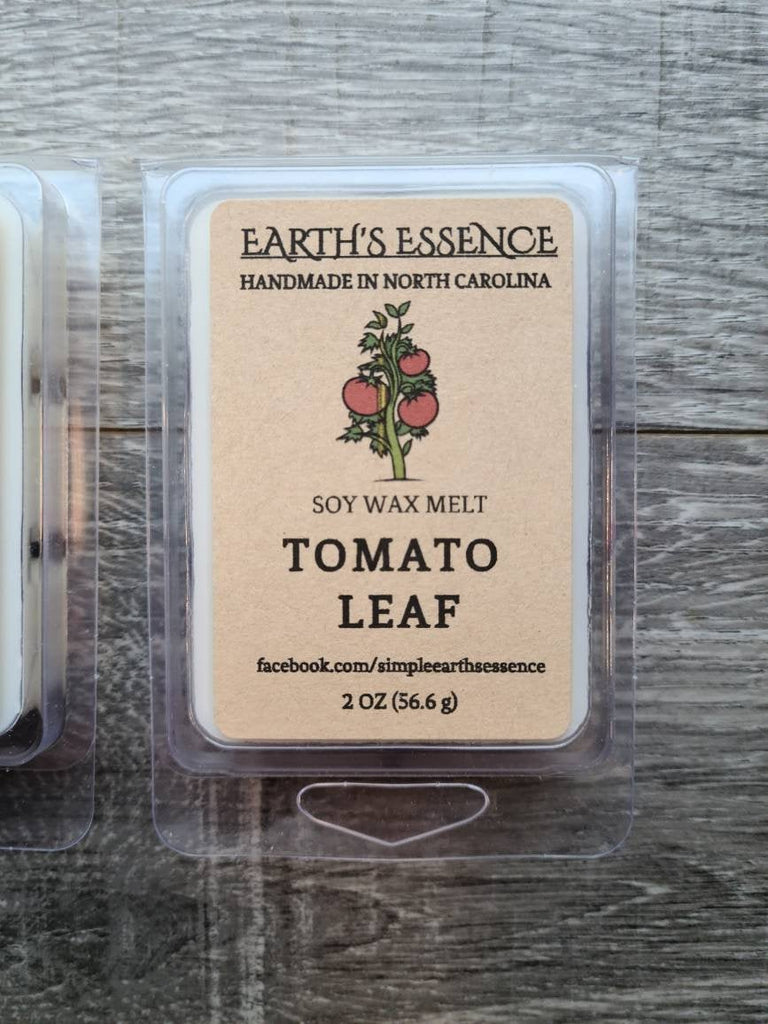 EARTH'S ESSENCE
HANDMADE IN NORTH CAROLINA
SOY WAX MELT
TOMATO
LEAF
facebook.com/simpleearthsessence
2 OZ (56.6 g)